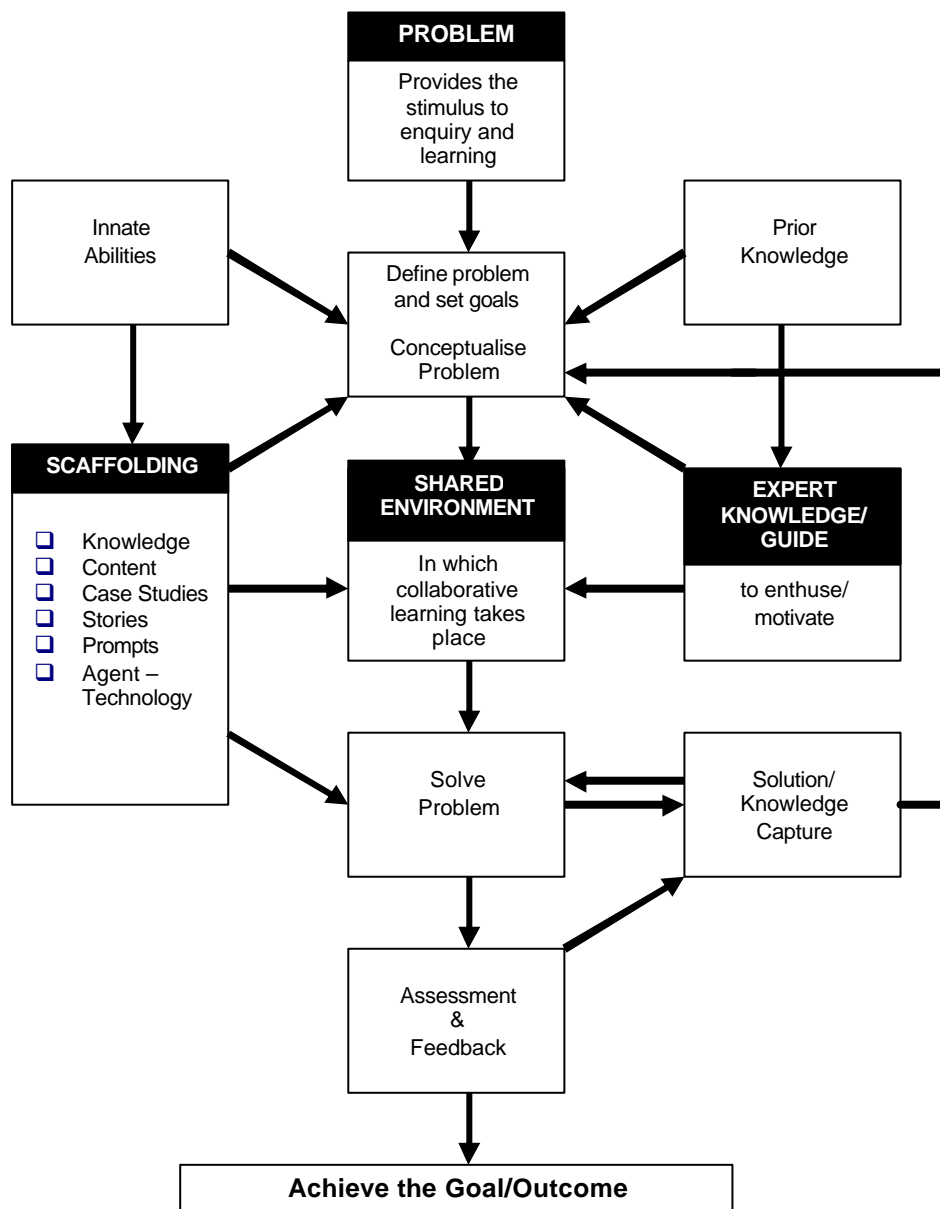 PROBLEM
Provides the
stimulus to
enquiry and
learning
Innate
Abilities
Define problem
and set goals
Conceptualise
Problem
Prior
Knowledge
SCAFFOLDING
Knowledge
Content
Case Studies
Stories
Prompts
Agent –
Technology
SHARED
ENVIRONMENT
In which
collaborative
learning takes
place
EXPERT
KNOWLEDGE/
GUIDE
to enthuse/
motivate
Solve
Problem
Solution/
Knowledge
Capture
Assessment
&
Feedback
Achieve the Goal/Outcome